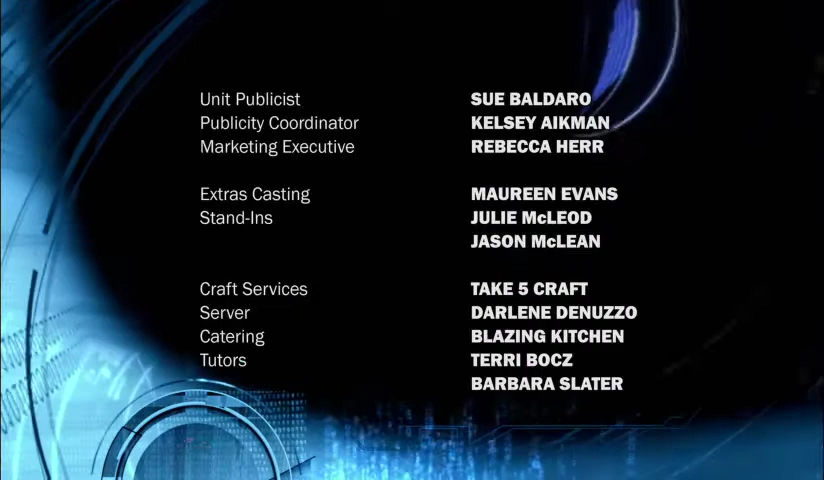 Unit Publicist SUE BALDARO
Publicity Coordinator KELSEY AIKMAN
Marketing Executive REBECCA HERR
Extras Casting MAUREEN EVANS
Stand-Ins JULIE McLEOD
JASON McLEAN
Craft Services TAKE 5 CRAFT
Server DARLENE DENUZZO
Catering BLAZING KITCHEN
Tutors TERRI BOCZ
BARBARA SLATER